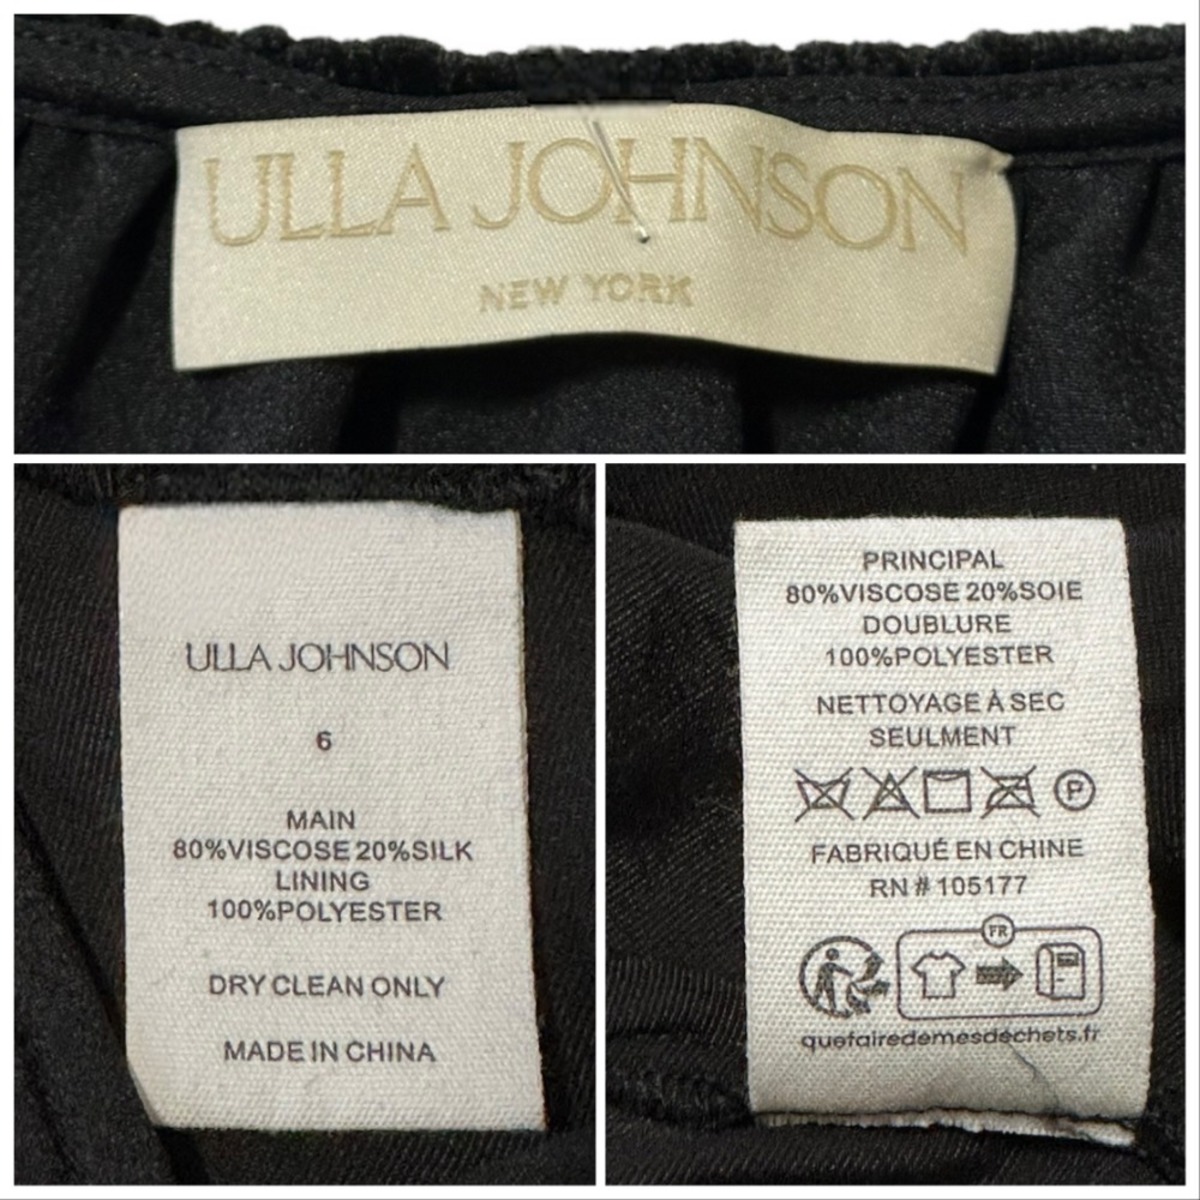 ULLA JOHNSON
NEW YORK
ULLA JOHNSON
6
MAIN
80%VISCOSE 20%SILK
LINING
100%POLYESTER
DRY CLEAN ONLY
MADE IN CHINA
PRINCIPAL
80%VISCOSE 20%SOIE
DOUBLURE
100%POLYESTER
NETTOYAGE À SEC
SEULMENT
P
FABRIQUÉ EN CHINE
RN # 105177
FR
quefairedemesdechets.fr